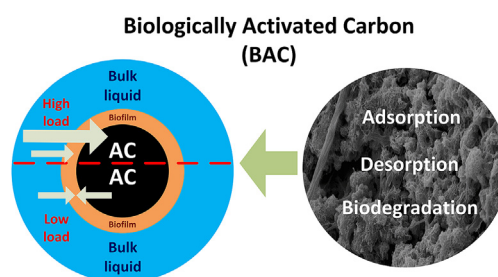 Biologically Activated Carbon
(BAC)
Bulk
liquid
High
load
Biofilm
AC
AC
Low
load
Biofilm
Bulk
liquid
Adsorption
Desorption
Biodegradation